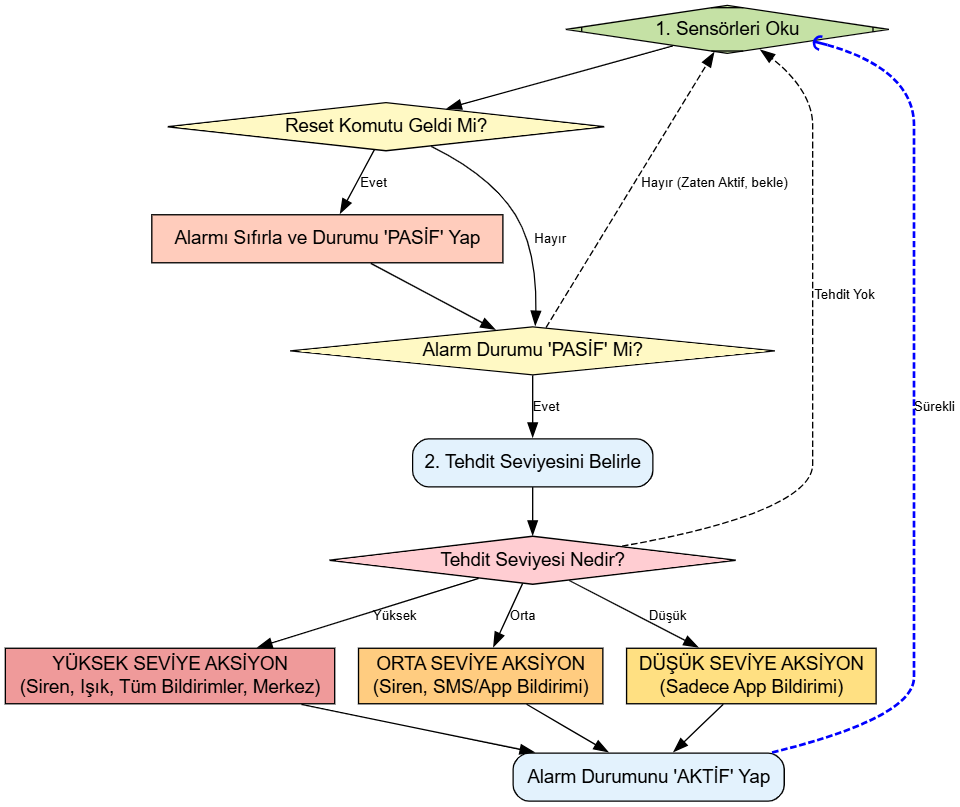 1. Sensörleri Oku
Reset Komutu Geldi Mi?
Evet
Hayır (Zaten Aktif, bekle)
Alarmı Sıfırla ve Durumu 'PASİF' Yap
Hayır
Tehdit Yok
Alarm Durumu 'PASİF' Mi?
Evet
Sürekli
2. Tehdit Seviyesini Belirle
Tehdit Seviyesi Nedir?
Yüksek
Orta
Düşük
YÜKSEK SEVİYE AKSİYON
(Siren, Işık, Tüm Bildirimler, Merkez)
ORTA SEVİYE AKSİYON
(Siren, SMS/App Bildirimi)
DÜŞÜK SEVİYE AKSİYON
(Sadece App Bildirimi)
Alarm Durumunu 'AKTİF' Yap